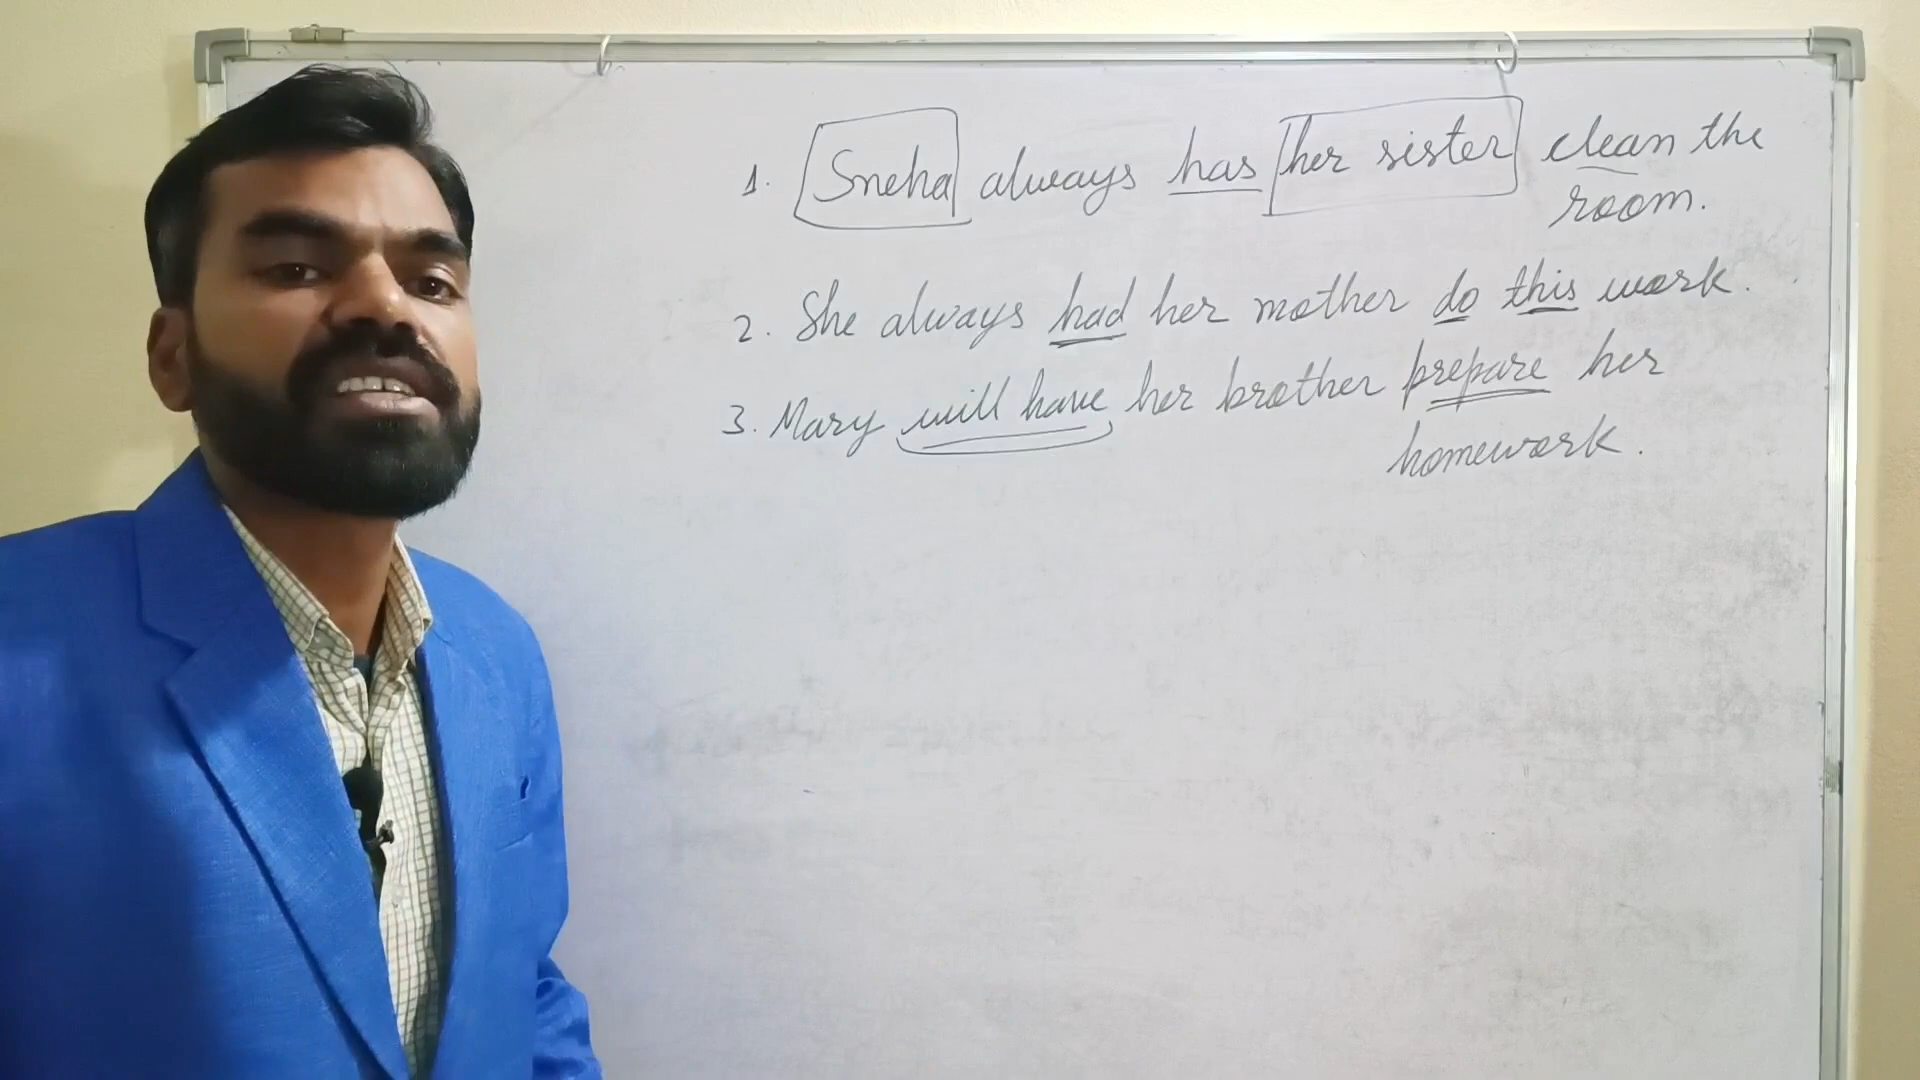 1. Sneha always has her sister clean the
room.
2. She always had her mother do this work.
3. Mary will have her brother prepare her
homework.